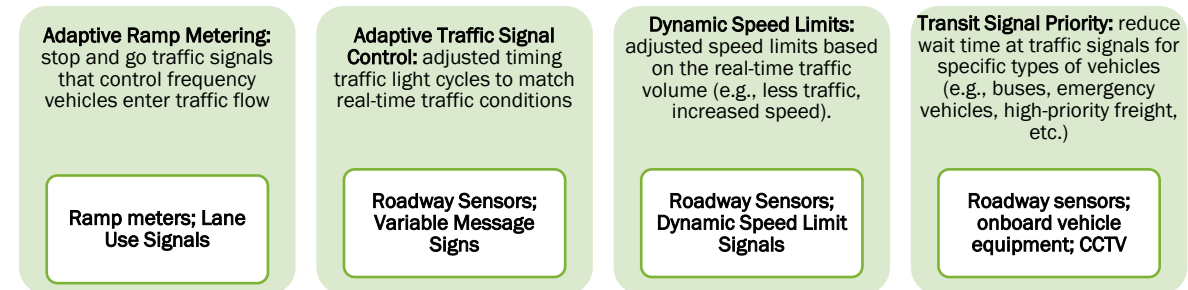 Adaptive Ramp Metering:
stop and go traffic signals
that control frequency
vehicles enter traffic flow
Ramp meters; Lane
Use Signals
Adaptive Traffic Signal
Control: adjusted timing
traffic light cycles to match
real-time traffic conditions
Roadway Sensors;
Variable Message
Signs
Dynamic Speed Limits:
adjusted speed limits based
on the real-time traffic
volume (e.g., less traffic,
increased speed).
Roadway Sensors;
Dynamic Speed Limit
Signals
Transit Signal Priority: reduce
wait time at traffic signals for
specific types of vehicles
(e.g., buses, emergency
vehicles, high-priority freight,
etc.)
Roadway sensors;
onboard vehicle
equipment; CCTV